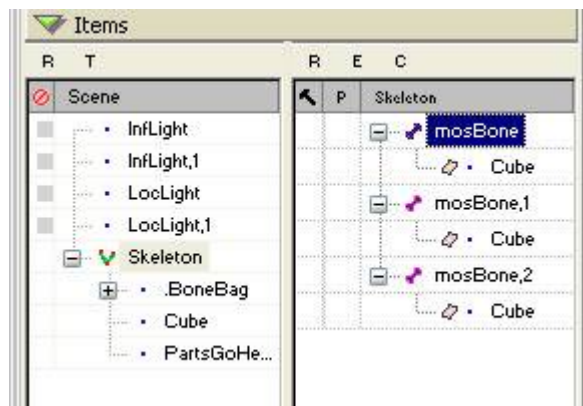 Items
R T
R E C
Scene
InfLight
InfLight,1
LocLight
LocLight,1
Skeleton
.BoneBag
Cube
PartsGoHe...
P Skeleton
mosBone
Cube
mosBone,1
Cube
mosBone,2
Cube